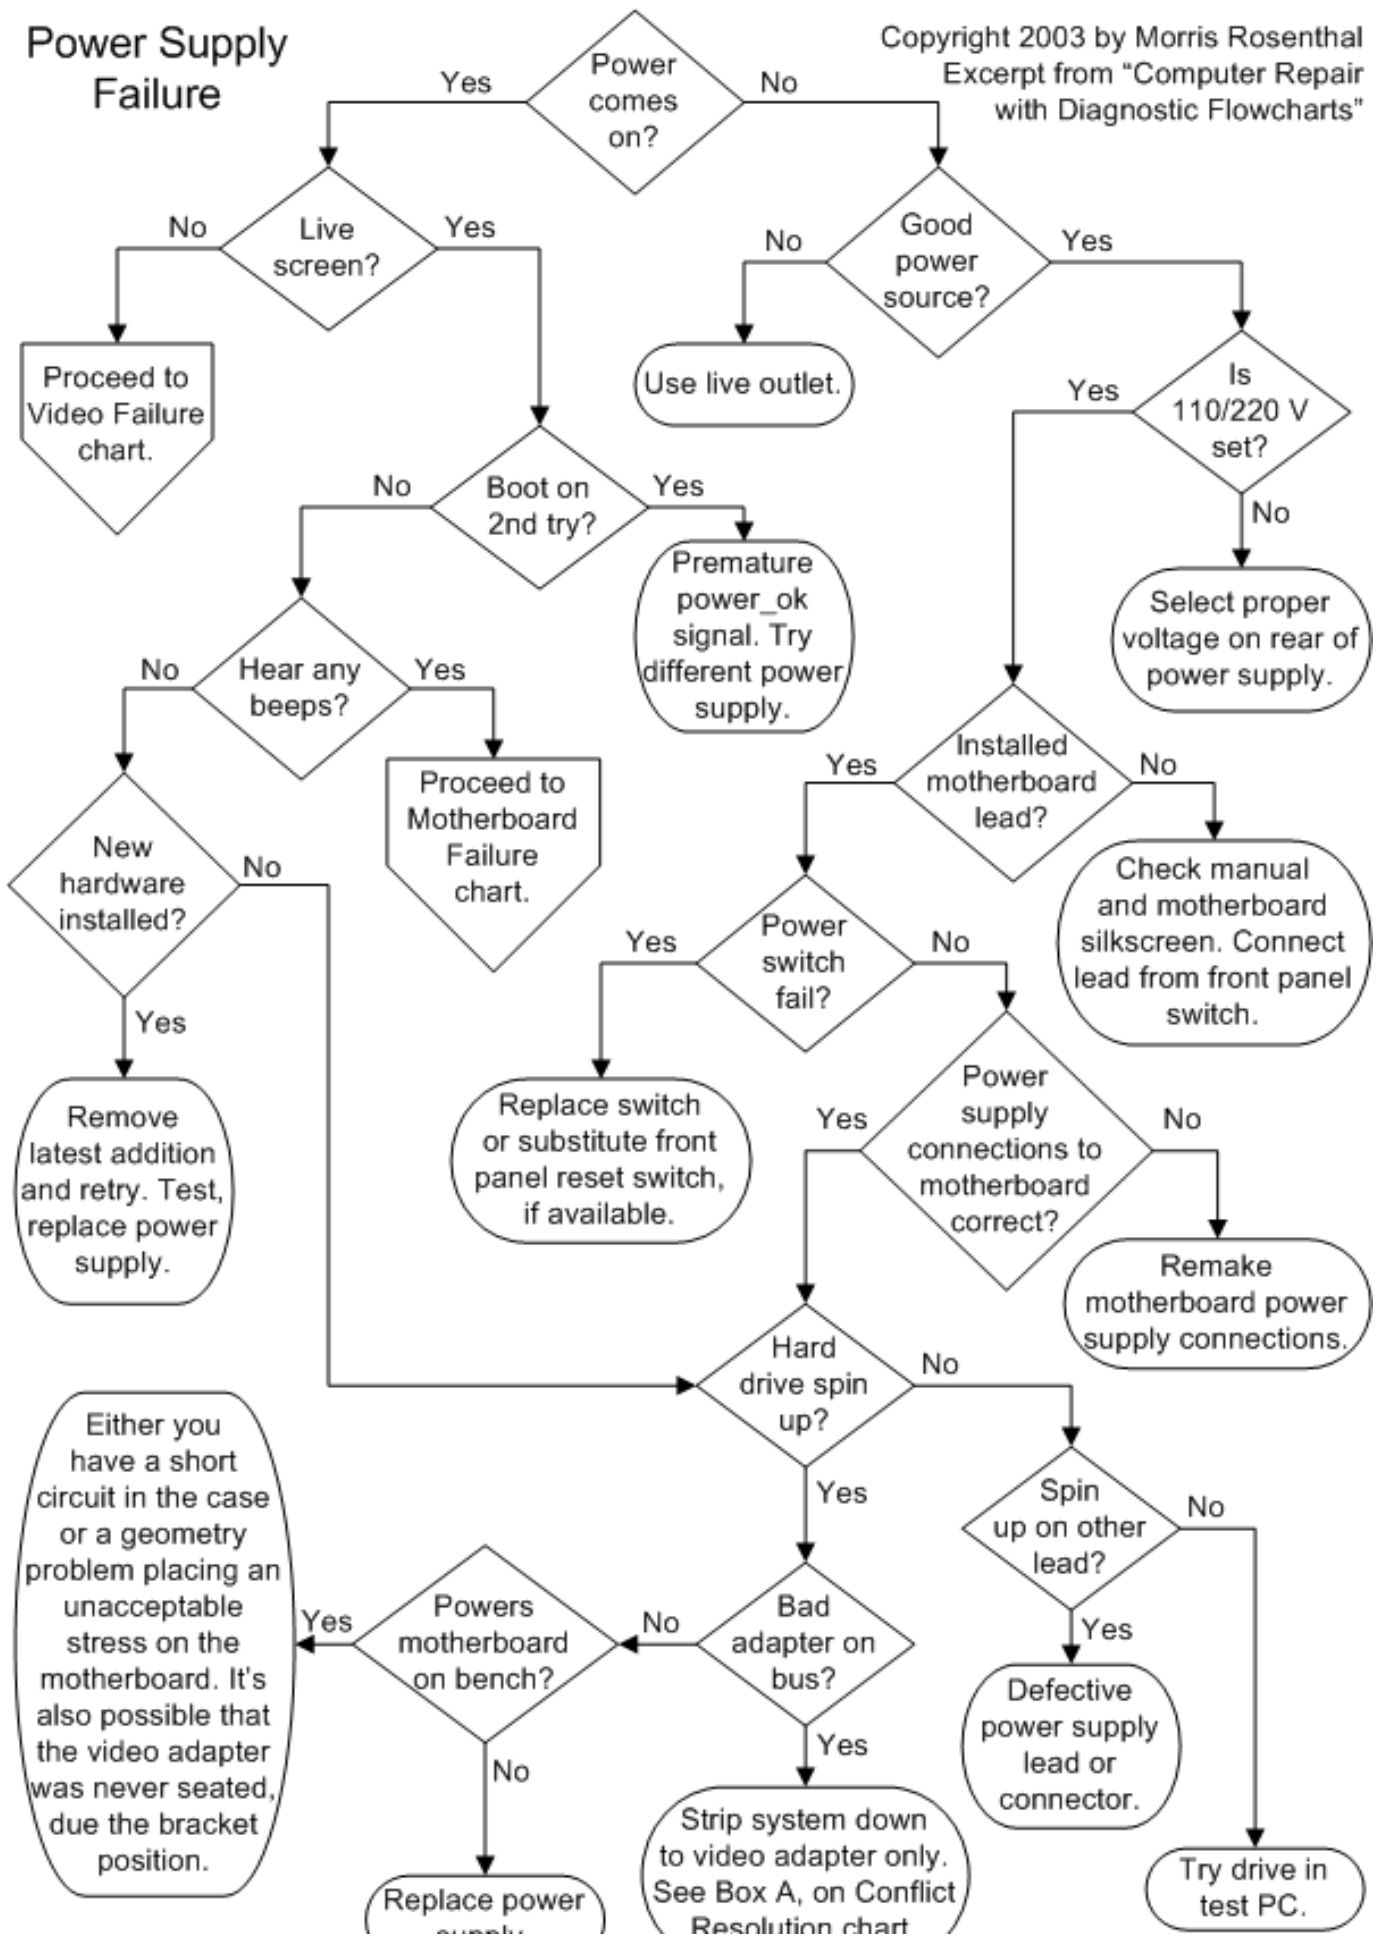 Power Supply
Failure
Copyright 2003 by Morris Rosenthal
Excerpt from “Computer Repair
with Diagnostic Flowcharts”
Power
comes
on?
Yes
No
Live
screen?
No
Yes
Good
power
source?
No
Yes
Proceed to
Video Failure
chart.
Use live outlet.
Is
110/220 V
set?
Yes
No
Boot on
2nd try?
No
Yes
Premature
power_ok
signal. Try
different power
supply.
Select proper
voltage on rear of
power supply.
Hear any
beeps?
No
Yes
Proceed to
Motherboard
Failure
chart.
Installed
motherboard
lead?
Yes
No
New
hardware
installed?
No
Yes
Check manual
and motherboard
silkscreen. Connect
lead from front panel
switch.
Power
switch
fail?
Yes
No
Remove
latest addition
and retry. Test,
replace power
supply.
Replace switch
or substitute front
panel reset switch,
if available.
Power
supply
connections to
motherboard
correct?
Yes
No
Remake
motherboard power
supply connections.
Hard
drive spin
up?
No
Yes
Spin
up on other
lead?
No
Yes
Either you
have a short
circuit in the case
or a geometry
problem placing an
unacceptable
stress on the
motherboard. It's
also possible that
the video adapter
was never seated,
due the bracket
position.
Yes
Powers
motherboard
on bench?
No
No
Bad
adapter on
bus?
Yes
Defective
power supply
lead or
connector.
Replace power
supply
Strip system down
to video adapter only.
See Box A, on Conflict
Resolution chart
Try drive in
test PC.